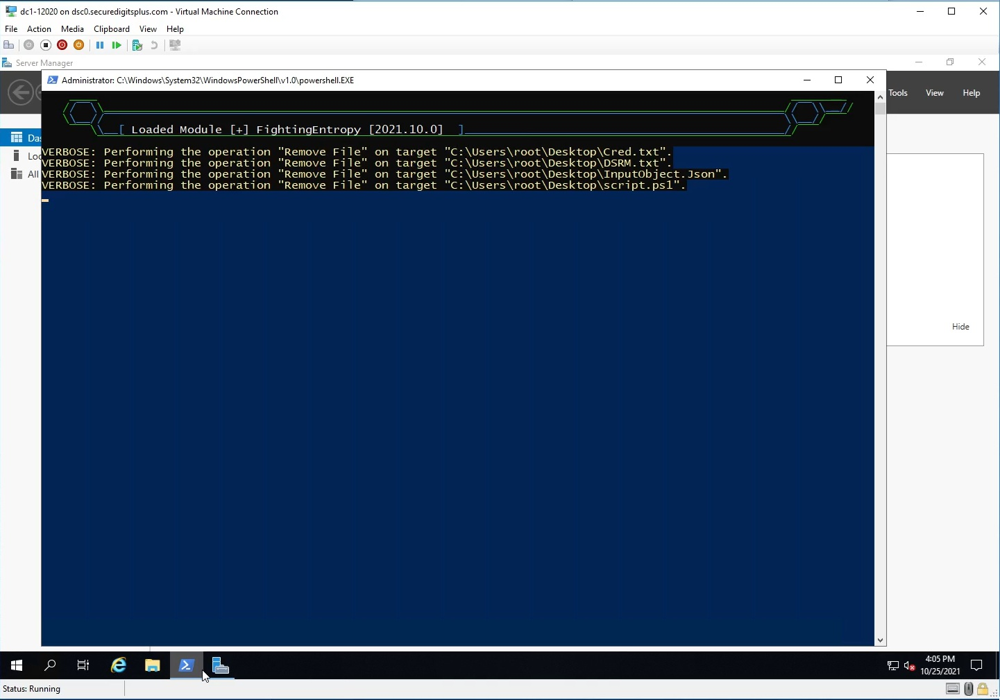 dc1-12020 on dsc0.securedigitsplus.com - Virtual Machine Connection
File Action Media Clipboard View Help
Server Manager
Administrator: C:\Windows\System32\WindowsPowerShell\v1.0\powershell.EXE
Tools View Help
[ Loaded Module [+] FightingEntropy [2021.10.0] ]
Das
VERBOSE: Performing the operation "Remove File" on target "C:\Users\root\Desktop\Cred.txt".
Loc
VERBOSE: Performing the operation "Remove File" on target "C:\Users\root\Desktop\DSRM.txt".
All
VERBOSE: Performing the operation "Remove File" on target "C:\Users\root\Desktop\InputObject.Json".
VERBOSE: Performing the operation "Remove File" on target "C:\Users\root\Desktop\script.ps1".
Hide
4:05 PM
10/25/2021
Status: Running